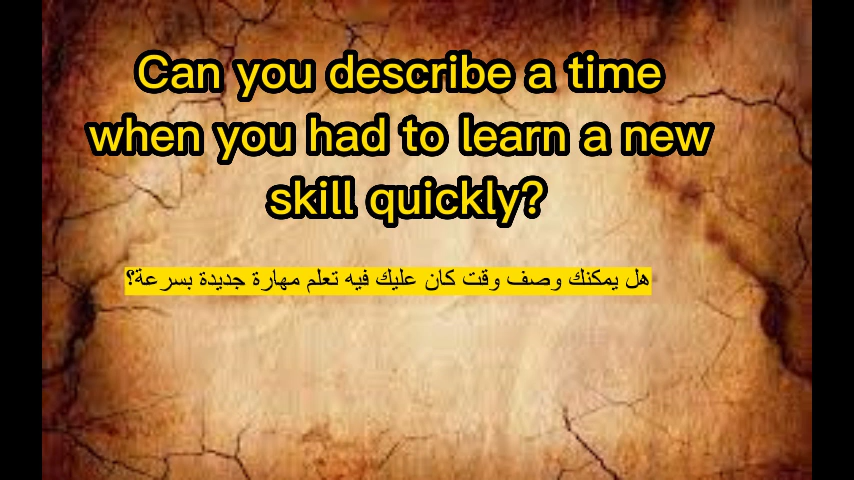 Can you describe a time
when you had to learn a new
skill quickly?
هل يمكنك وصف وقت كان عليك فيه تعلم مهارة جديدة بسرعة؟